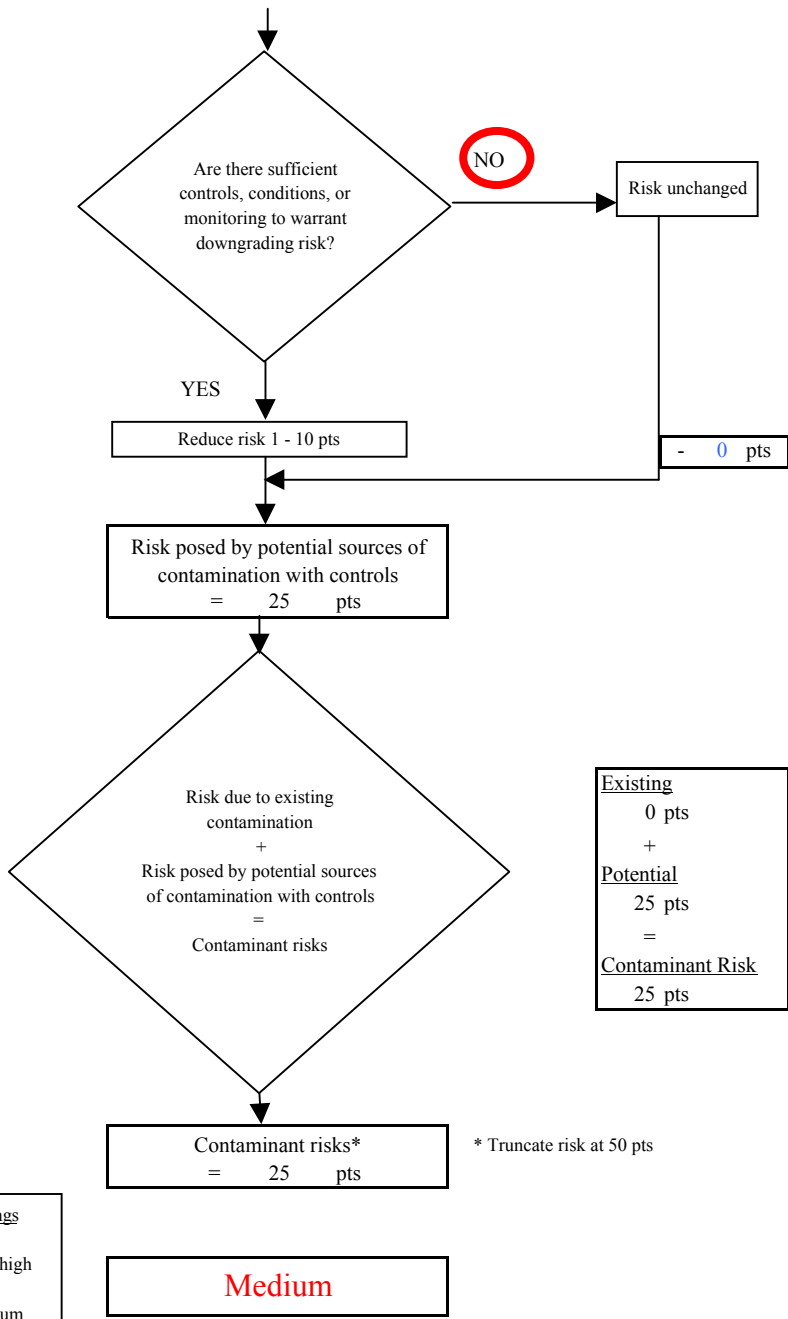 Are there sufficient
controls, conditions, or
monitoring to warrant
downgrading risk?
NO
Risk unchanged
YES
Reduce risk 1 - 10 pts
- 0 pts
Risk posed by potential sources of
contamination with controls
= 25 pts
Risk due to existing
contamination
+
Risk posed by potential sources
of contamination with controls
=
Contaminant risks
Existing
0 pts
+
Potential
25 pts
=
Contaminant Risk
25 pts
Contaminant risks*
= 25 pts
* Truncate risk at 50 pts
high
Medium